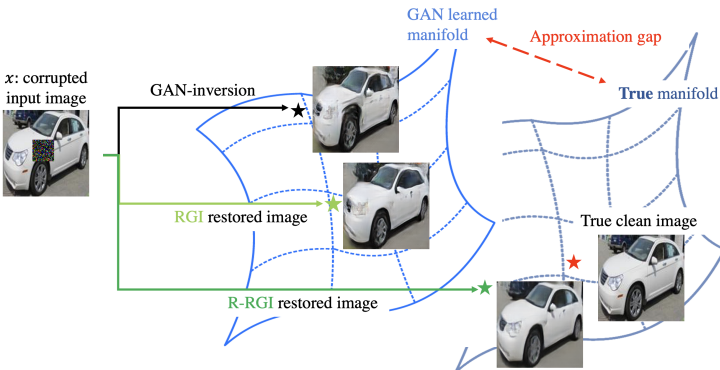 GAN learned
manifold
Approximation gap
x: corrupted
input image
GAN-inversion
True manifold
RGI restored image
True clean image
R-RGI restored image